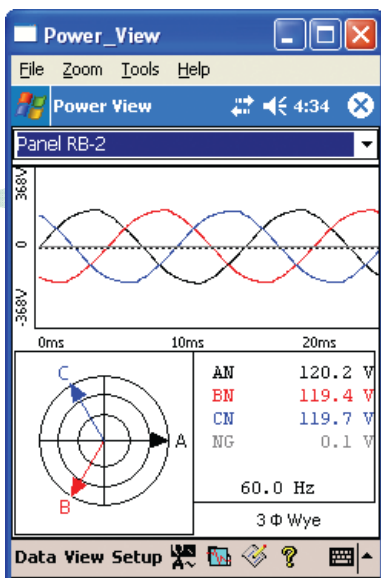 Power_View
File Zoom Tools Help
Power View 4:34
Panel RB-2
368V
0
-368V
0ms 10ms 20ms
C
A
B
AN 120.2 V
BN 119.4 V
CN 119.7 V
NG 0.1 V
60.0 Hz
3 Φ Wye
Data View Setup